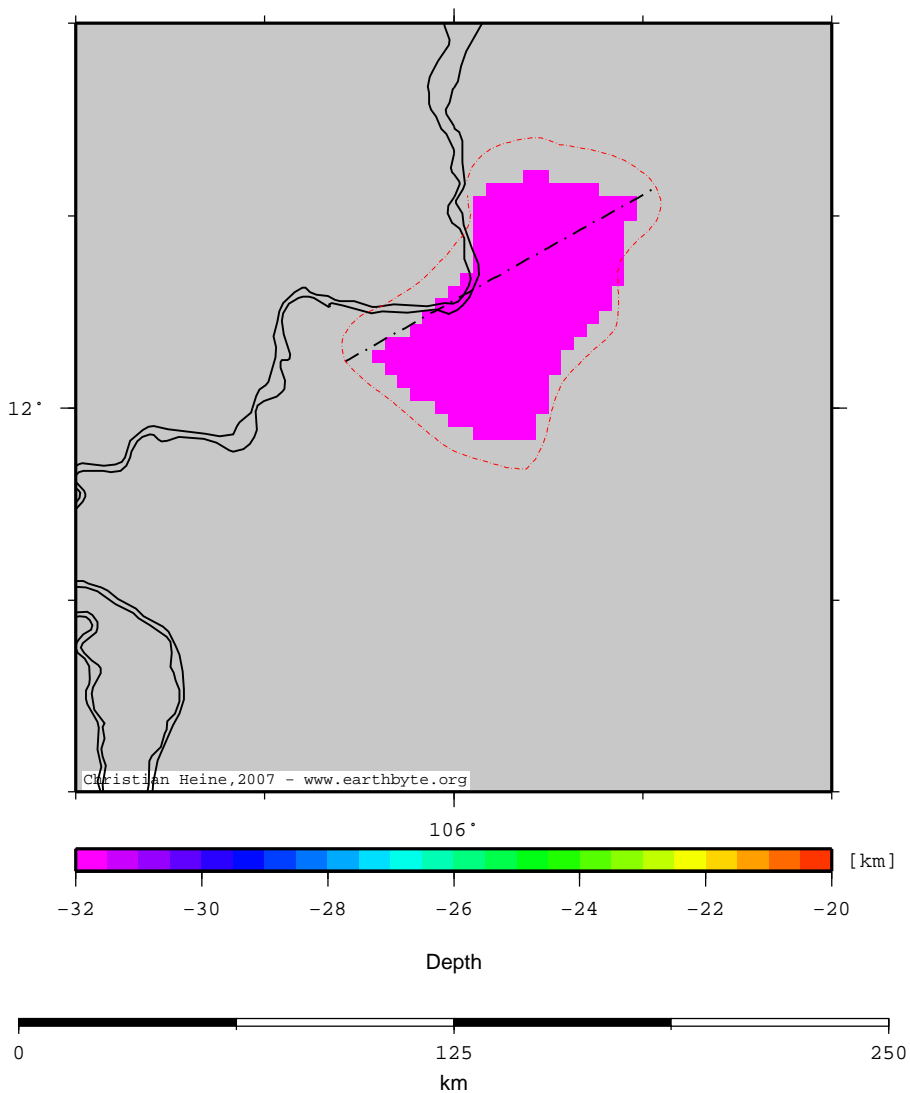 12°
Christian Heine,2007 - www.earthbyte.org
106°
[km]
-32 -30 -28 -26 -24 -22 -20
Depth
0 125 250
km